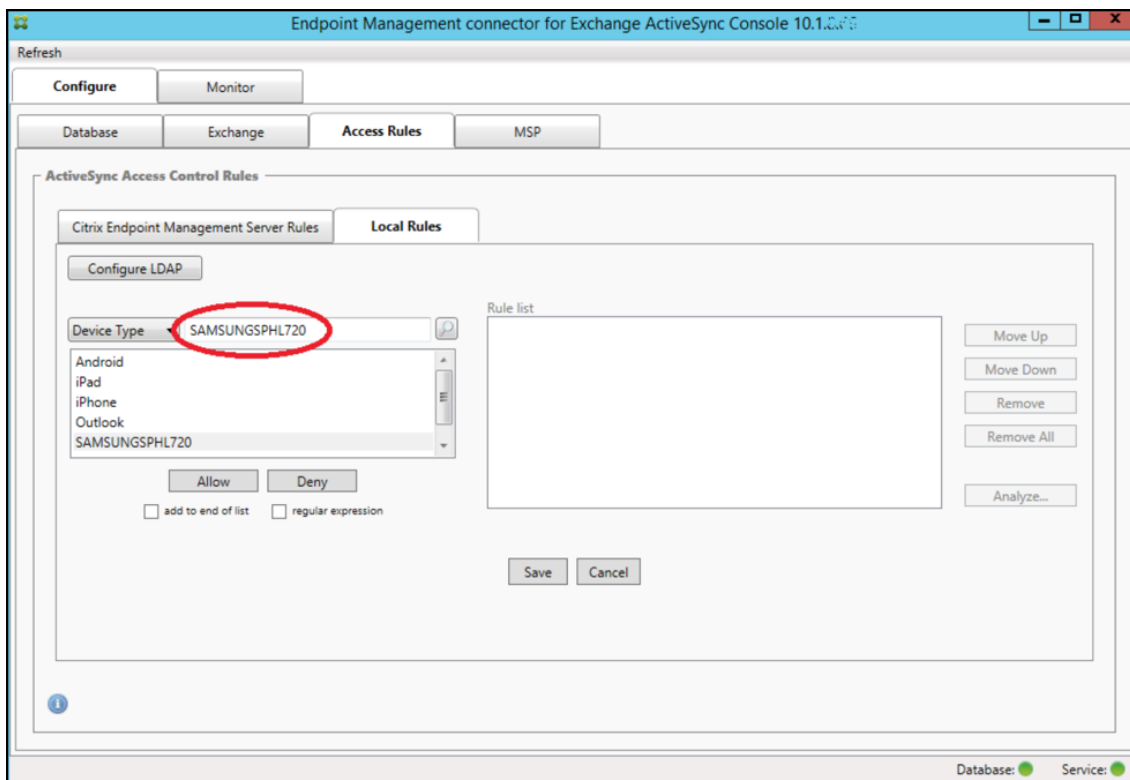 Endpoint Management connector for Exchange ActiveSync Console 10.1.
Refresh
Configure Monitor
Database Exchange Access Rules MSP
ActiveSync Access Control Rules
Citrix Endpoint Management Server Rules Local Rules
Configure LDAP
Rule list
Device Type SAMSUNGSPHL720
Move Up
Android
iPad
Move Down
iPhone
Remove
Outlook
SAMSUNGSPHL720
Remove All
Allow Deny
Analyze...
add to end of list regular expression
Save Cancel
Database: Service: